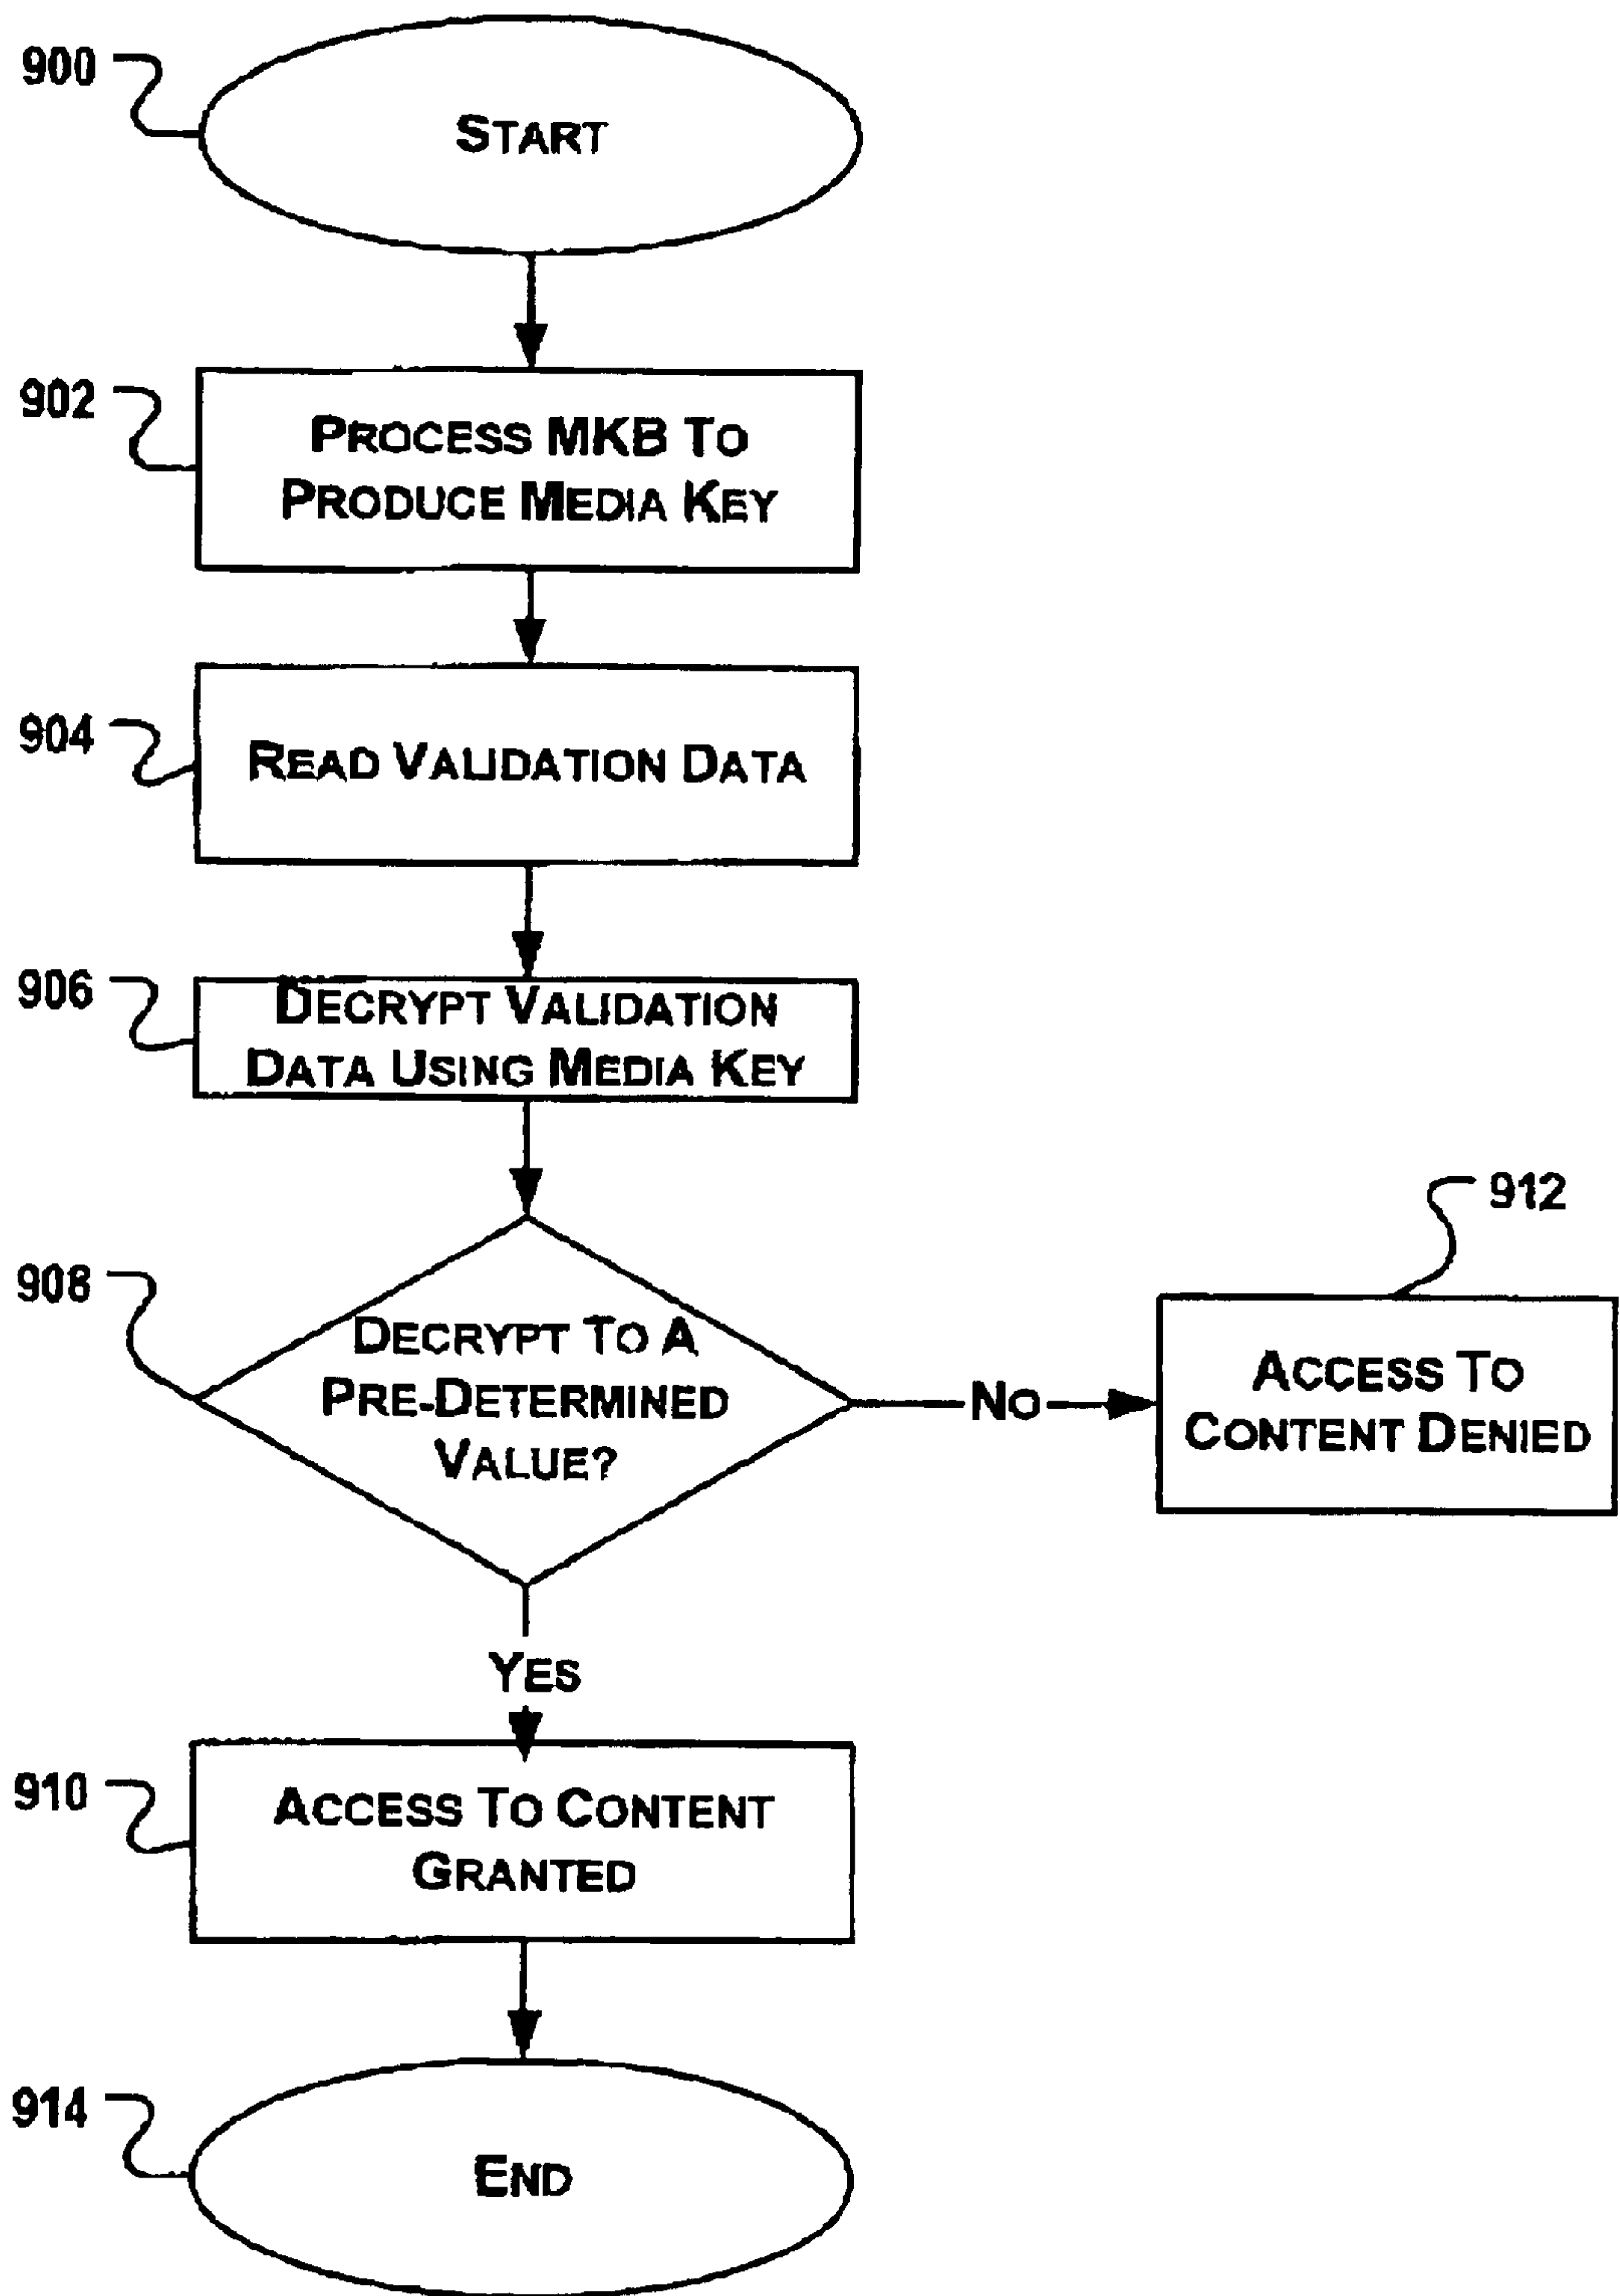 900
START
902
PROCESS MKB TO
PRODUCE MEDIA KEY
904
READ VALIDATION DATA
906
DECRYPT VALIDATION
DATA USING MEDIA KEY
908
DECRYPT TO A
PRE-DETERMINED
VALUE?
NO
912
ACCESS TO
CONTENT DENIED
YES
910
ACCESS TO CONTENT
GRANTED
914
END